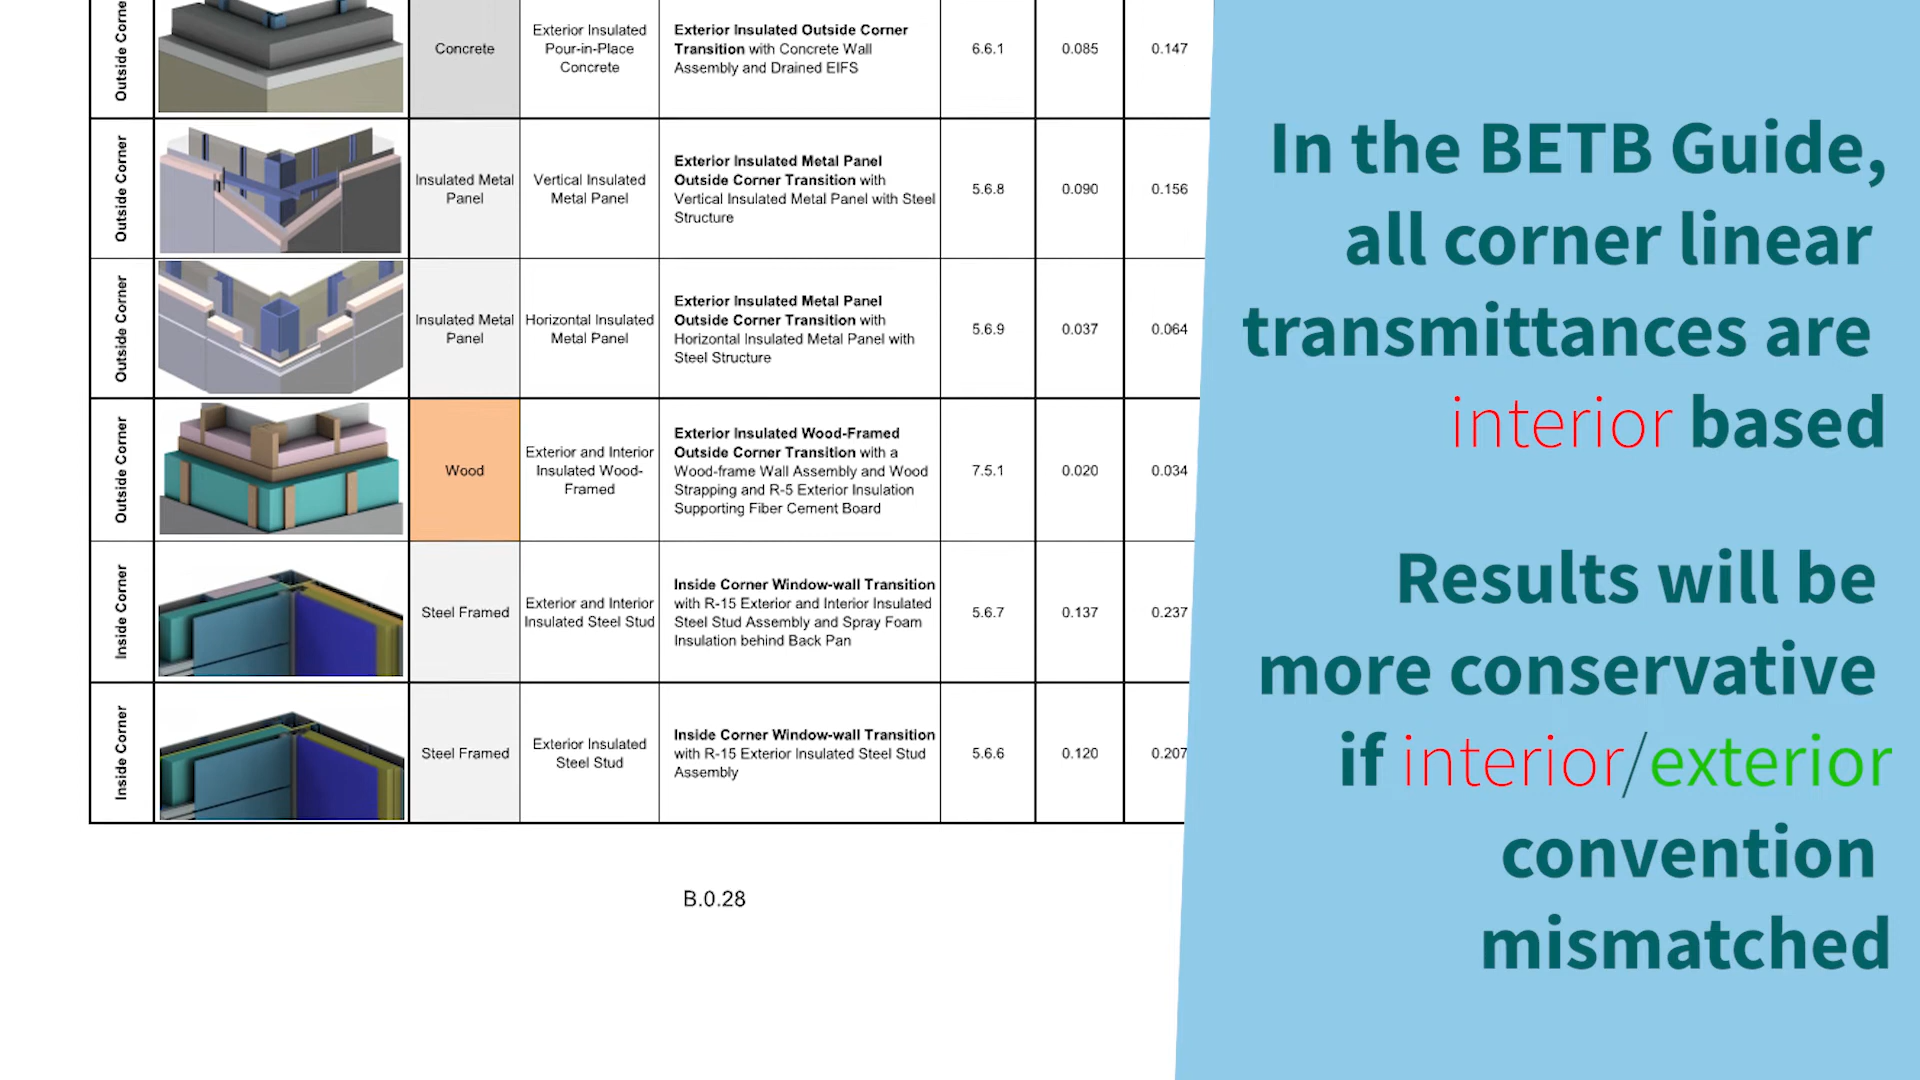 Outside Corner
Concrete
Exterior Insulated
Pour-in-Place
Concrete
Exterior Insulated Outside Corner
Transition with Concrete Wall
Assembly and Drained EIFS
6.6.1
0.085
0.147
Outside Corner
Insulated Metal
Panel
Vertical Insulated
Metal Panel
Exterior Insulated Metal Panel
Outside Corner Transition with
Vertical Insulated Metal Panel with Steel
Structure
5.6.8
0.090
0.156
Outside Corner
Insulated Metal
Panel
Horizontal Insulated
Metal Panel
Exterior Insulated Metal Panel
Outside Corner Transition with
Horizontal Insulated Metal Panel with
Steel Structure
5.6.9
0.037
0.064
Outside Corner
Wood
Exterior and Interior
Insulated Wood-
Framed
Exterior Insulated Wood-Framed
Outside Corner Transition with a
Wood-frame Wall Assembly and Wood
Strapping and R-5 Exterior Insulation
Supporting Fiber Cement Board
7.5.1
0.020
0.034
Inside Corner
Steel Framed
Exterior and Interior
Insulated Steel Stud
Inside Corner Window-wall Transition
with R-15 Exterior and Interior Insulated
Steel Stud Assembly and Spray Foam
Insulation behind Back Pan
5.6.7
0.137
0.237
Inside Corner
Steel Framed
Exterior Insulated
Steel Stud
Inside Corner Window-wall Transition
with R-15 Exterior Insulated Steel Stud
Assembly
5.6.6
0.120
0.207
B.0.28
In the BETB Guide,
all corner linear
transmittances are
interior based
Results will be
more conservative
if interior/exterior
convention
mismatched